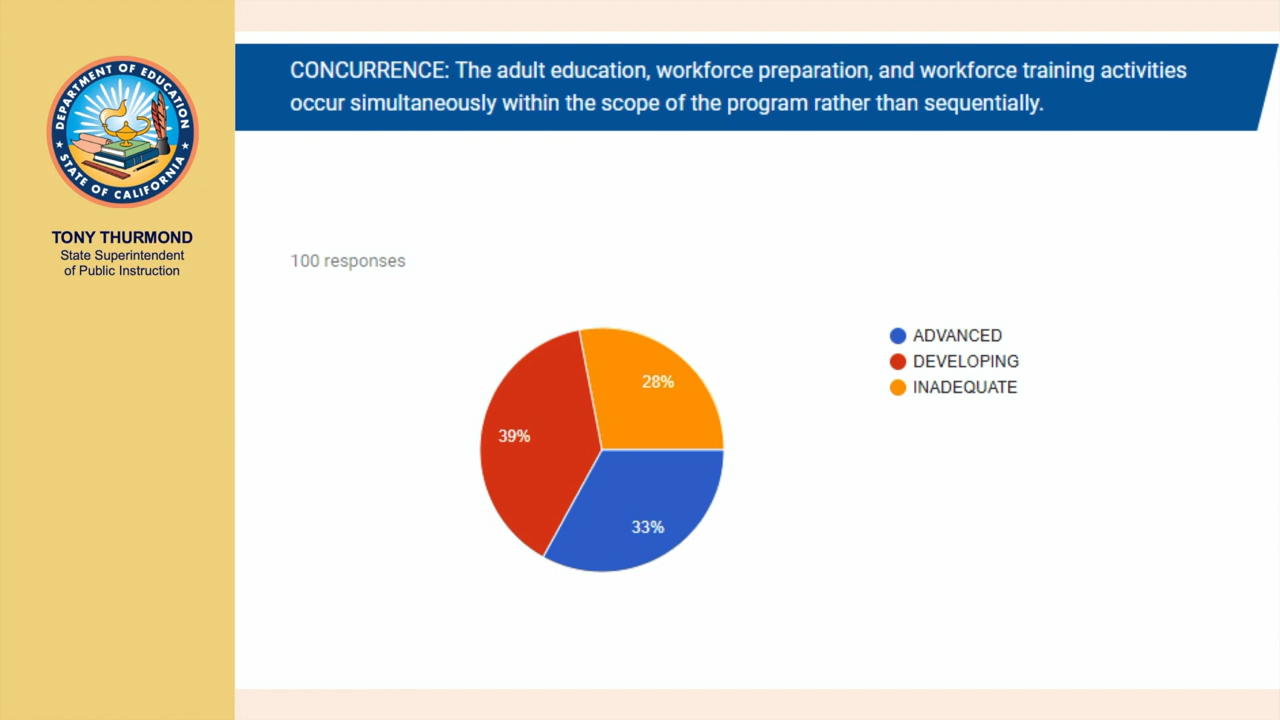 DEPARTMENT OF EDUCATION
STATE OF CALIFORNIA
TONY THURMOND
State Superintendent
of Public Instruction
CONCURRENCE: The adult education, workforce preparation, and workforce training activities
occur simultaneously within the scope of the program rather than sequentially.
100 responses
28%
39%
33%
ADVANCED
DEVELOPING
INADEQUATE